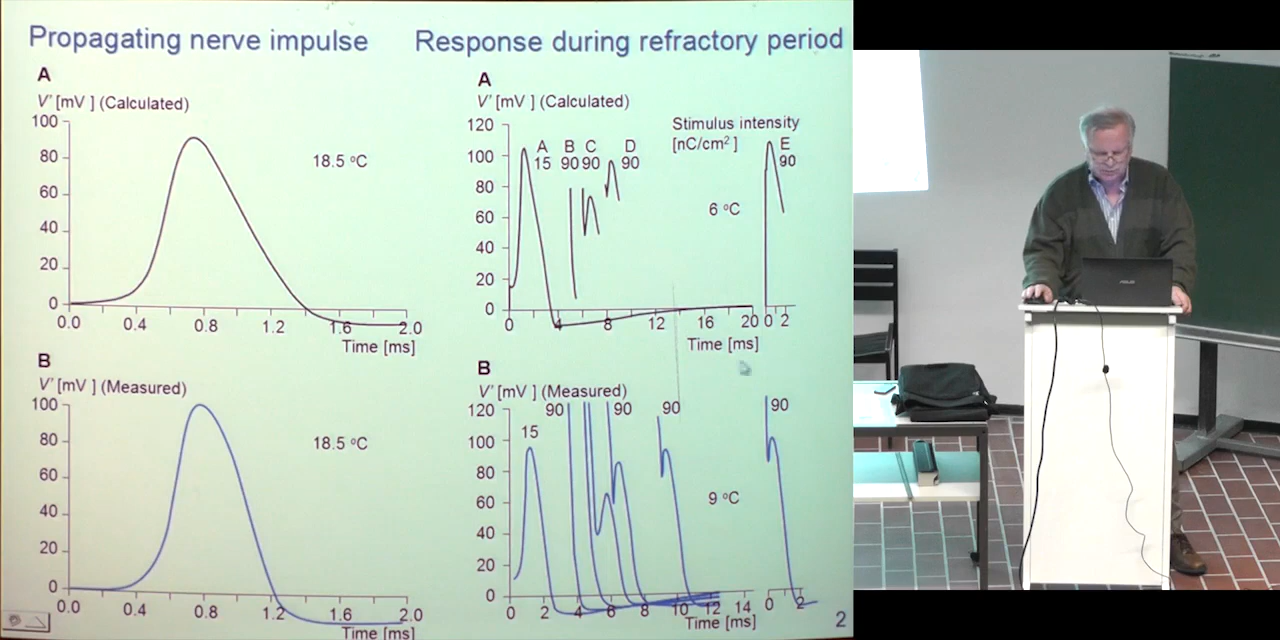 Propagating nerve impulse
A
V' [mV ] (Calculated)
100
80
60
40
20
0
18.5 ºC
0.0 0.4 0.8 1.2 1.6 2.0
Time [ms]
B
V' [mV ] (Measured)
100
80
60
40
20
0
18.5 ºC
0.0 0.4 0.8 1.2 1.6 2.0
Time [ms]
Response during refractory period
A
V' [mV ] (Calculated)
Stimulus intensity
[nC/cm2 ]
120
100
80
60
40
20
0
A B C D E
15 90 90 90 90
6 ºC
0 4 8 12 16 20 0 2
Time [ms]
B
V' [mV ] (Measured)
120
100
80
60
40
20
0
15 90 90 90 90
9 ºC
0 2 4 6 8 10 12 14 0 2
Time [ms]
2
ASUS